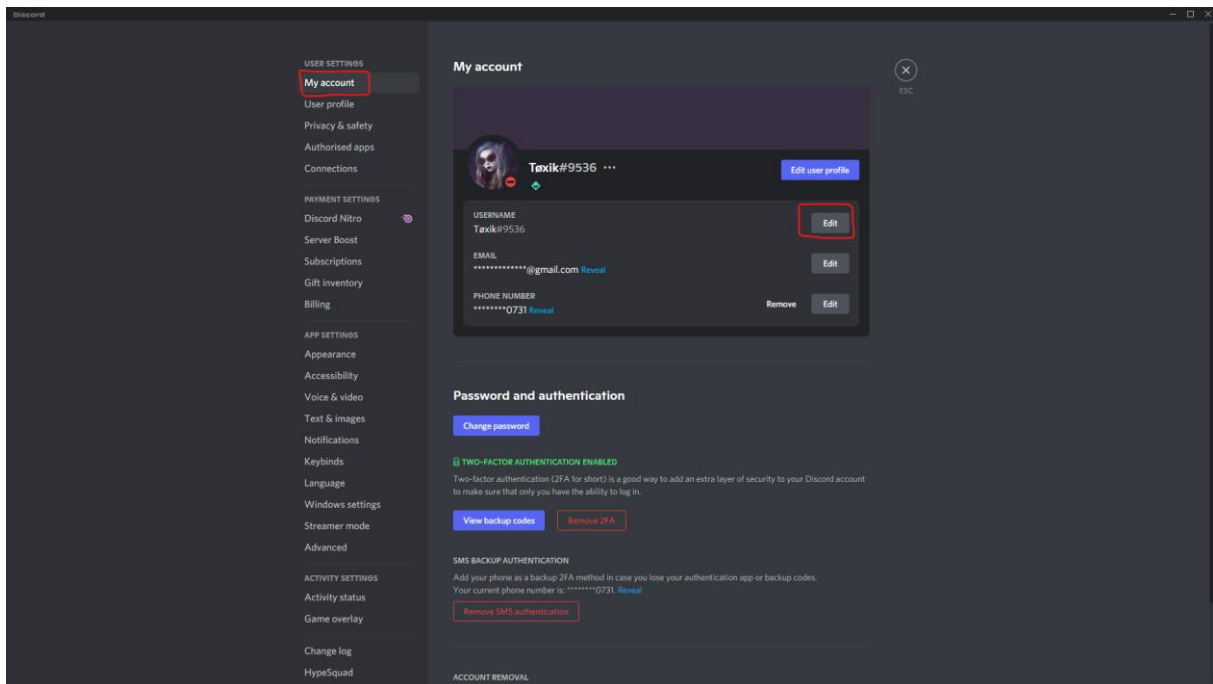 Discord
USER SETTINGS
My account
User profile
Privacy & safety
Authorised apps
Connections
PAYMENT SETTINGS
Discord Nitro
Server Boost
Subscriptions
Gift inventory
Billing
APP SETTINGS
Appearance
Accessibility
Voice & video
Text & images
Notifications
Keybinds
Language
Windows settings
Streamer mode
Advanced
ACTIVITY SETTINGS
Activity status
Game overlay
Change log
HypeSquad
My account
ESC
Tøxik#9536 ···
Edit user profile
USERNAME
Tøxik#9536
Edit
EMAIL
*************@gmail.com Reveal
Edit
PHONE NUMBER
********0731 Reveal
Remove
Edit
Password and authentication
Change password
TWO-FACTOR AUTHENTICATION ENABLED
Two-factor authentication (2FA for short) is a good way to add an extra layer of security to your Discord account
to make sure that only you have the ability to log in.
View backup codes
Remove 2FA
SMS BACKUP AUTHENTICATION
Add your phone as a backup 2FA method in case you lose your authentication app or backup codes.
Your current phone number is: ********0731. Reveal
Remove SMS authentication
ACCOUNT REMOVAL